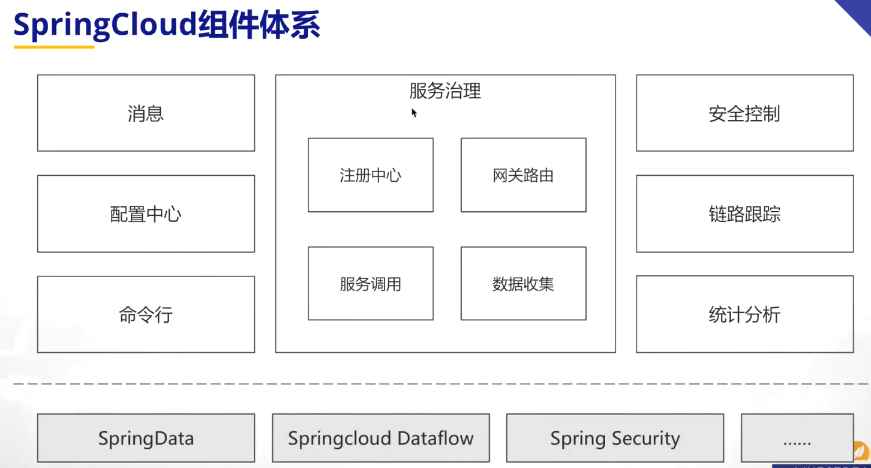 SpringCloud组件体系
消息
配置中心
命令行
服务治理
注册中心
网关路由
服务调用
数据收集
安全控制
链路跟踪
统计分析
SpringData
Springcloud Dataflow
Spring Security
......